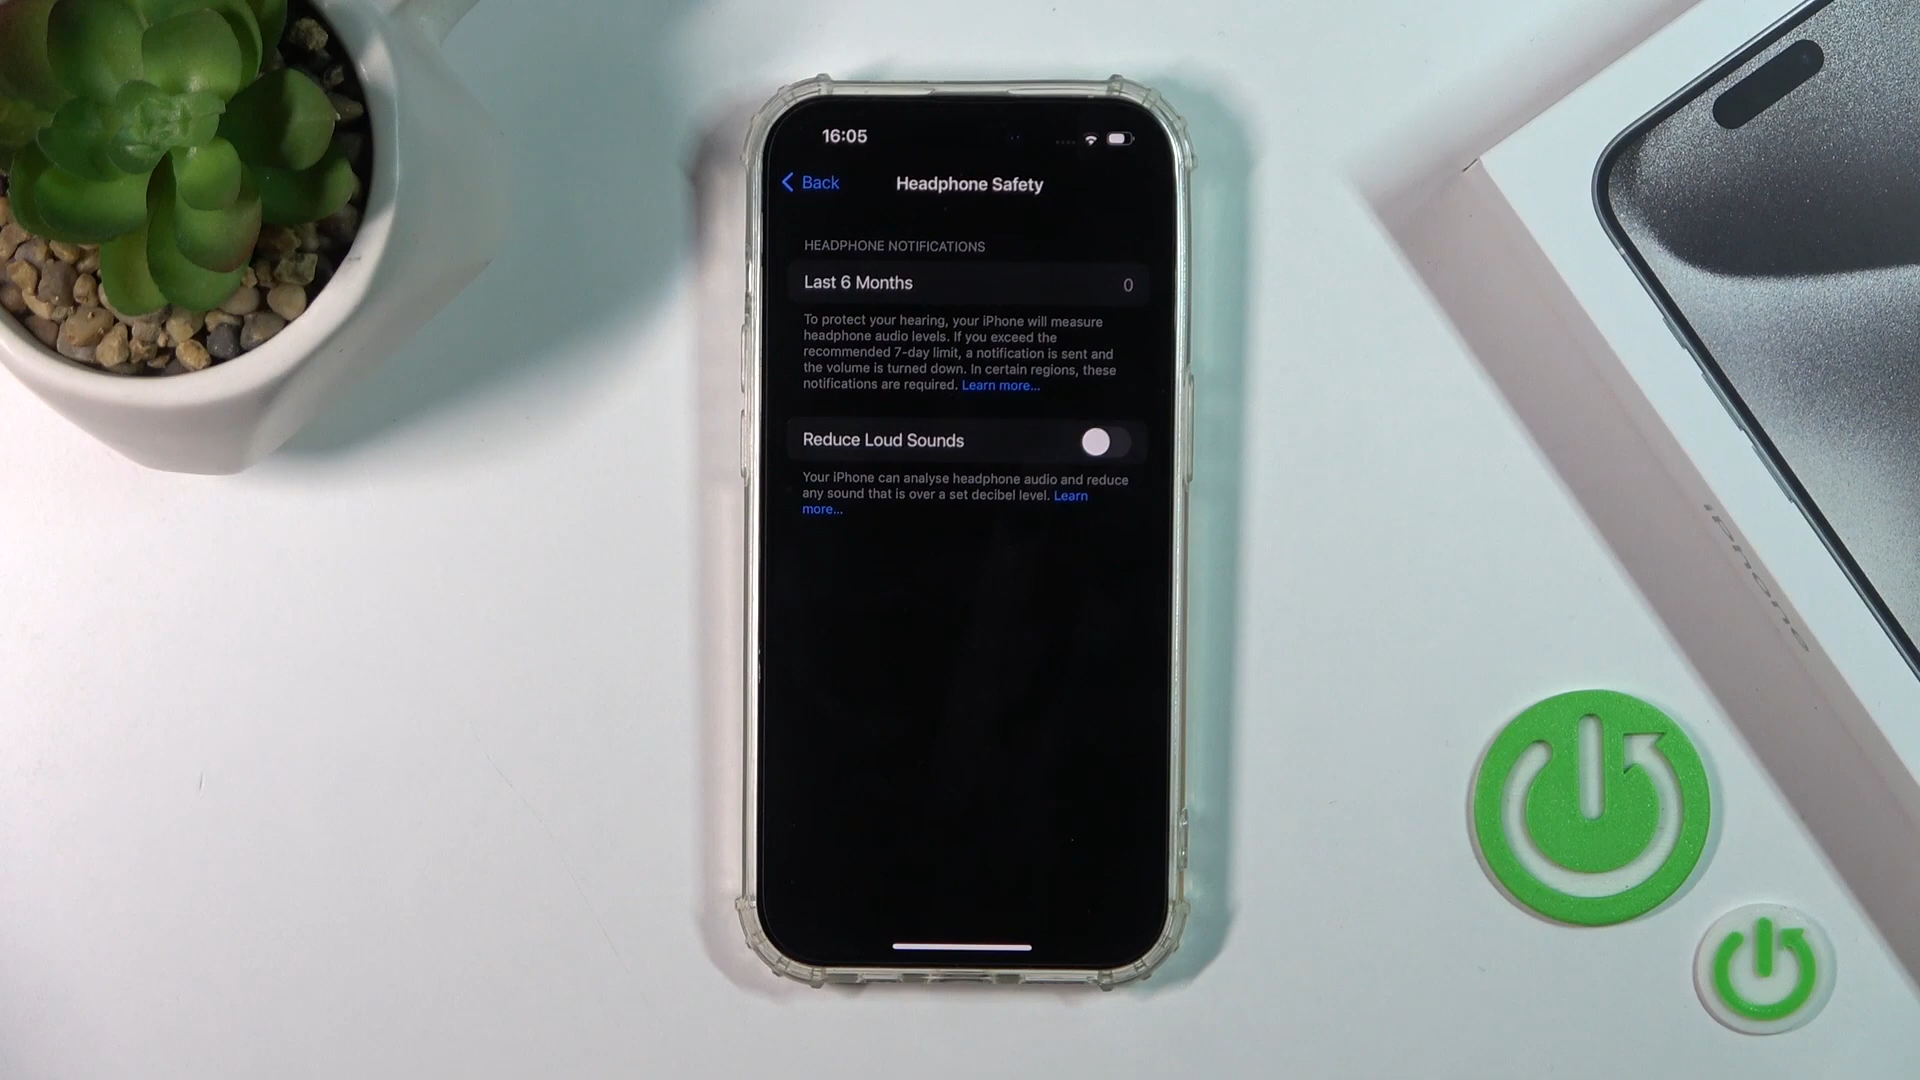 16:05
Back
Headphone Safety
HEADPHONE NOTIFICATIONS
Last 6 Months 0
To protect your hearing, your iPhone will measure
headphone audio levels. If you exceed the
recommended 7-day limit, a notification is sent and
the volume is turned down. In certain regions, these
notifications are required. Learn more...
Reduce Loud Sounds
Your iPhone can analyse headphone audio and reduce
any sound that is over a set decibel level. Learn
more...
iPhone